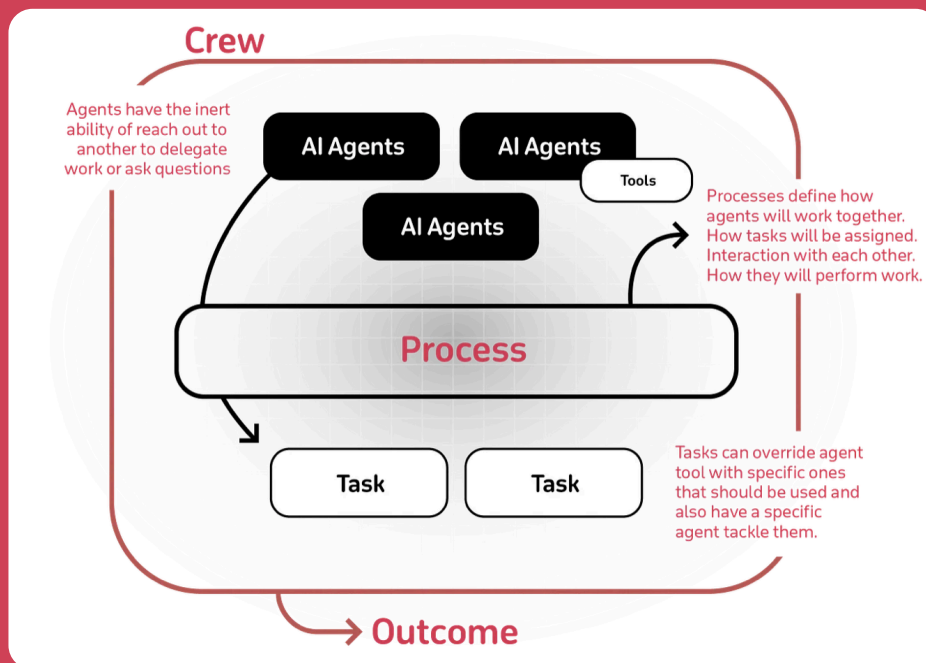 Crew
Agents have the inert
ability of reach out to
another to delegate
work or ask questions
AI Agents
AI Agents
Tools
AI Agents
Processes define how
agents will work together.
How tasks will be assigned.
Interaction with each other.
How they will perform work.
Process
Task
Task
Tasks can override agent
tool with specific ones
that should be used and
also have a specific
agent tackle them.
Outcome